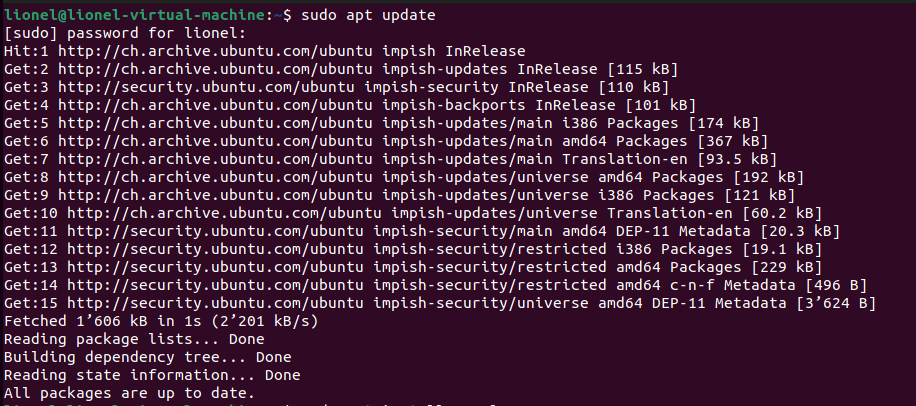 lionel@lionel-virtual-machine:~$ sudo apt update
[sudo] password for lionel:
Hit:1 http://ch.archive.ubuntu.com/ubuntu impish InRelease
Get:2 http://ch.archive.ubuntu.com/ubuntu impish-updates InRelease [115 kB]
Get:3 http://security.ubuntu.com/ubuntu impish-security InRelease [110 kB]
Get:4 http://ch.archive.ubuntu.com/ubuntu impish-backports InRelease [101 kB]
Get:5 http://ch.archive.ubuntu.com/ubuntu impish-updates/main i386 Packages [174 kB]
Get:6 http://ch.archive.ubuntu.com/ubuntu impish-updates/main amd64 Packages [367 kB]
Get:7 http://ch.archive.ubuntu.com/ubuntu impish-updates/main Translation-en [93.5 kB]
Get:8 http://ch.archive.ubuntu.com/ubuntu impish-updates/universe amd64 Packages [192 kB]
Get:9 http://ch.archive.ubuntu.com/ubuntu impish-updates/universe i386 Packages [121 kB]
Get:10 http://ch.archive.ubuntu.com/ubuntu impish-updates/universe Translation-en [60.2 kB]
Get:11 http://security.ubuntu.com/ubuntu impish-security/main amd64 DEP-11 Metadata [20.3 kB]
Get:12 http://security.ubuntu.com/ubuntu impish-security/restricted i386 Packages [19.1 kB]
Get:13 http://security.ubuntu.com/ubuntu impish-security/restricted amd64 Packages [229 kB]
Get:14 http://security.ubuntu.com/ubuntu impish-security/restricted amd64 c-n-f Metadata [496 B]
Get:15 http://security.ubuntu.com/ubuntu impish-security/universe amd64 DEP-11 Metadata [3’624 B]
Fetched 1’606 kB in 1s (2’201 kB/s)
Reading package lists... Done
Building dependency tree... Done
Reading state information... Done
All packages are up to date.